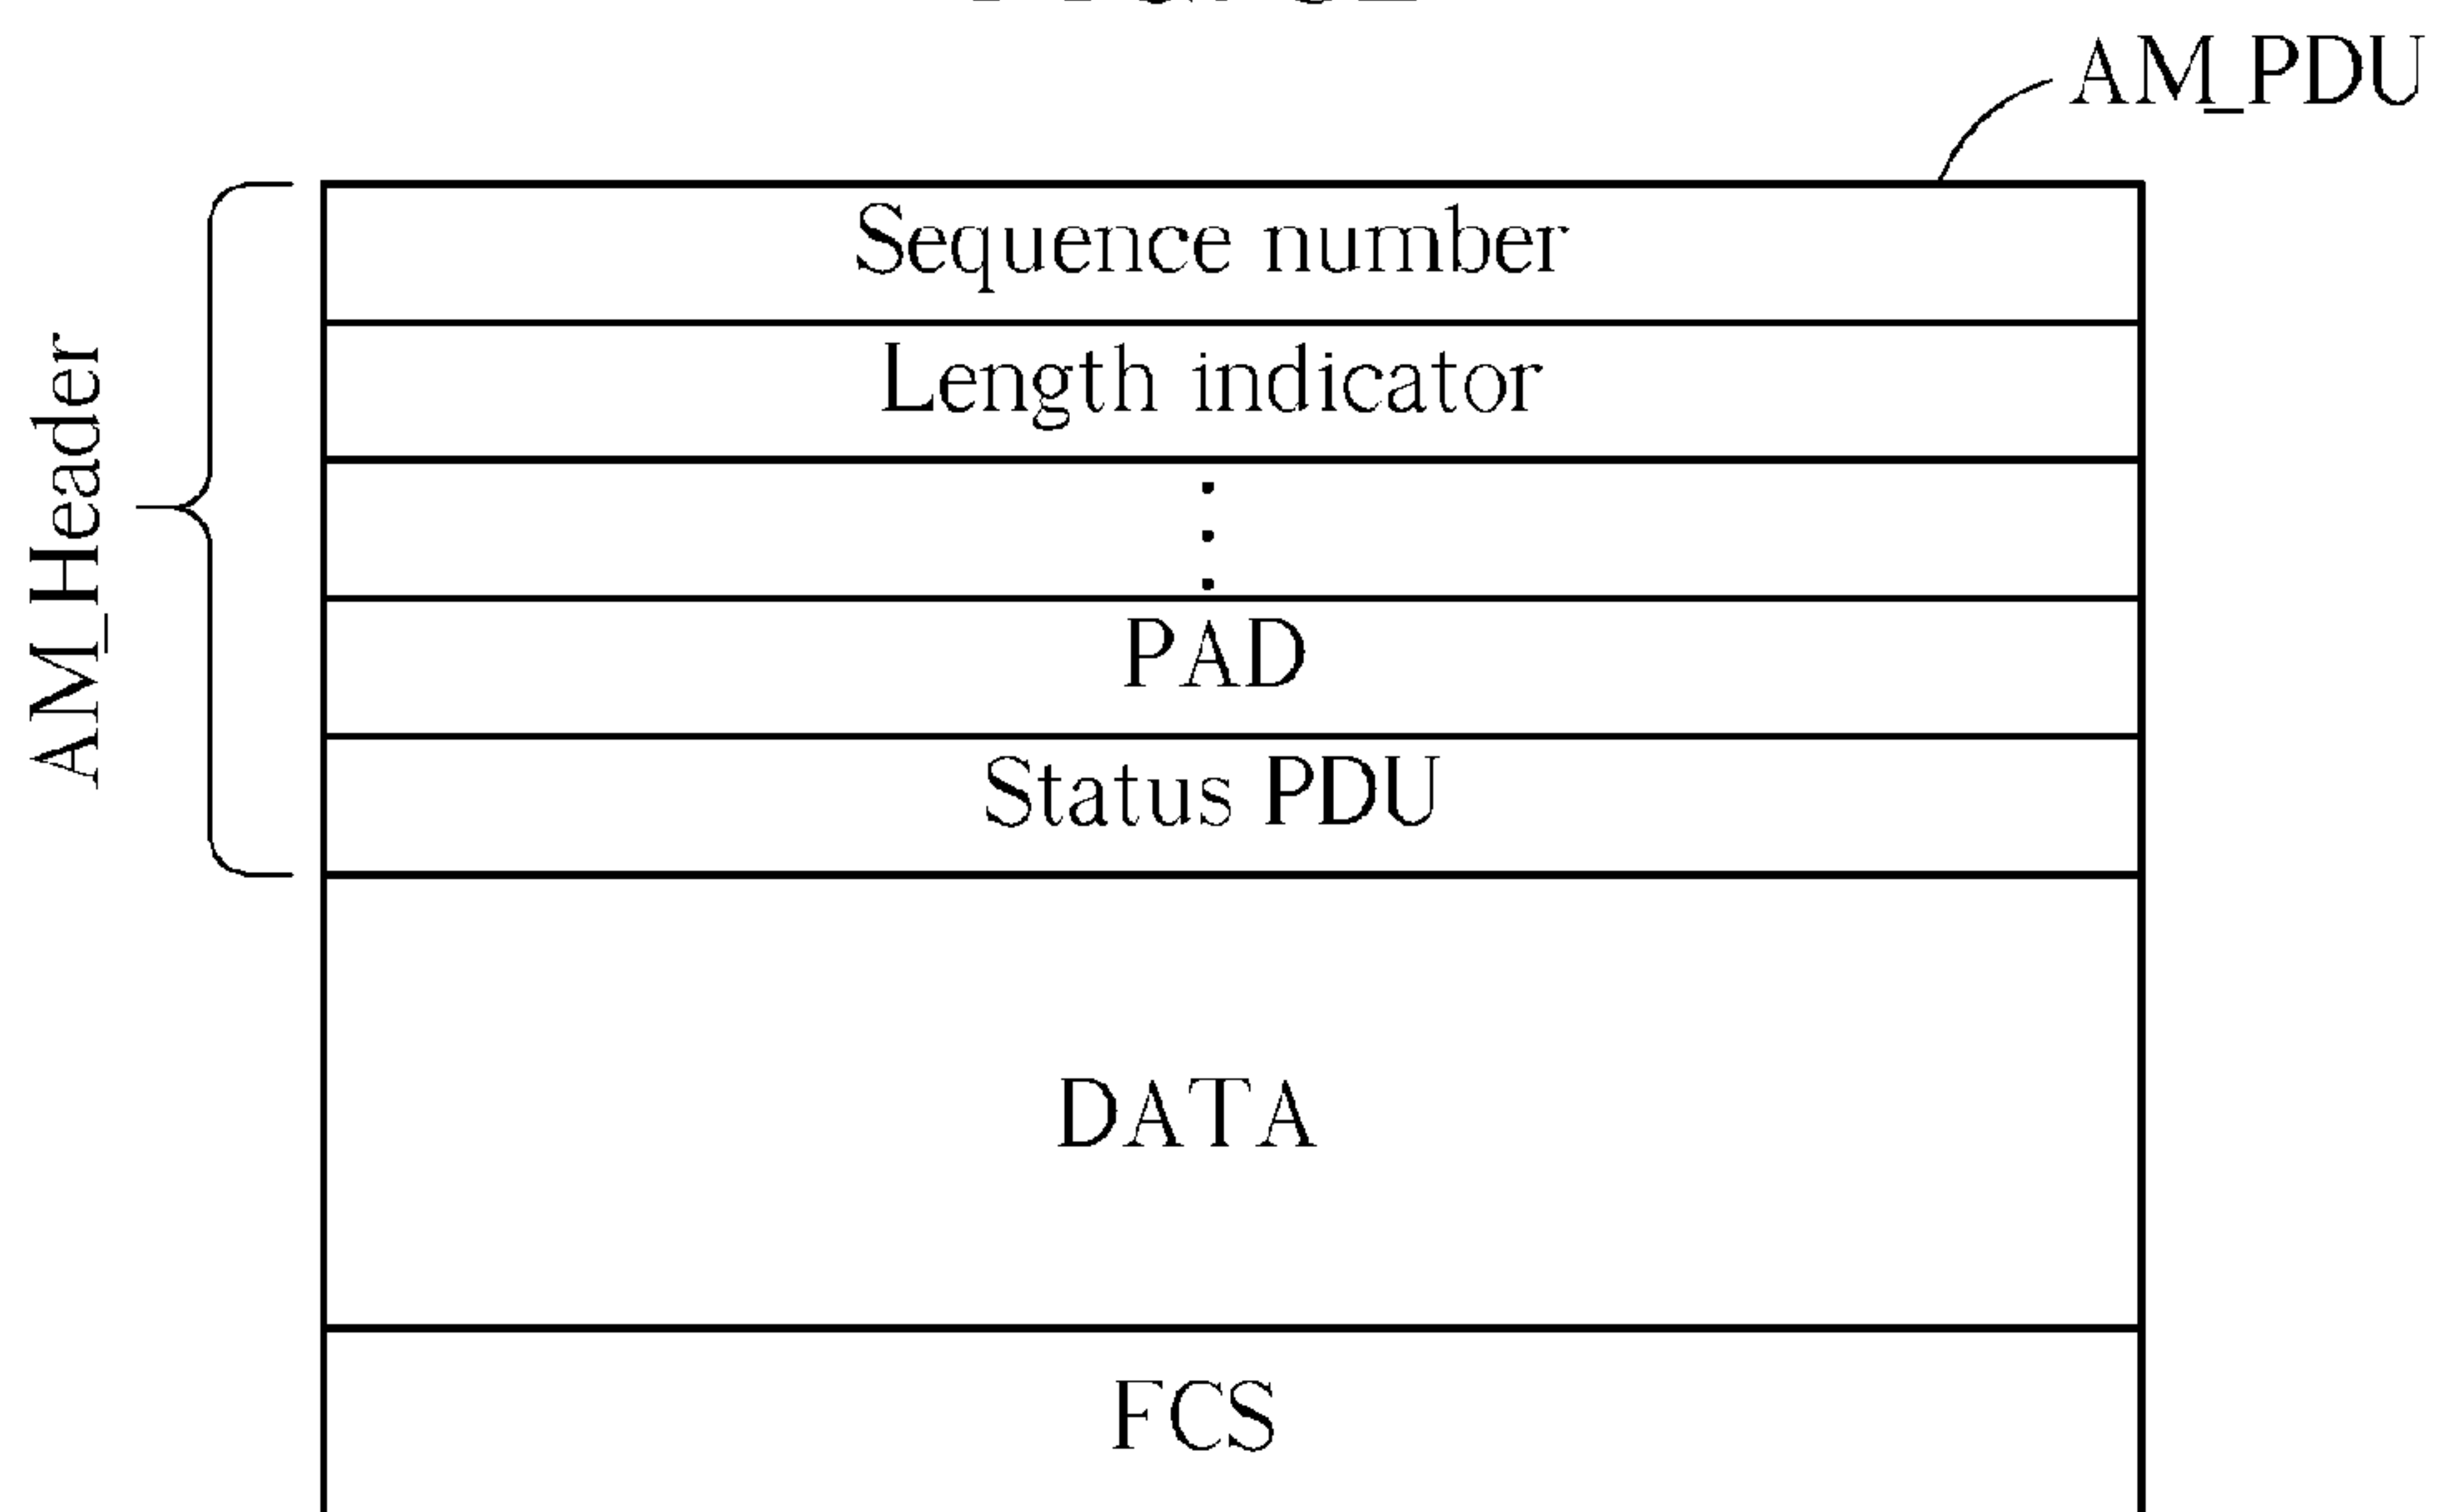 AM_PDU
AM_Header
Sequence number
Length indicator
PAD
Status PDU
DATA
FCS